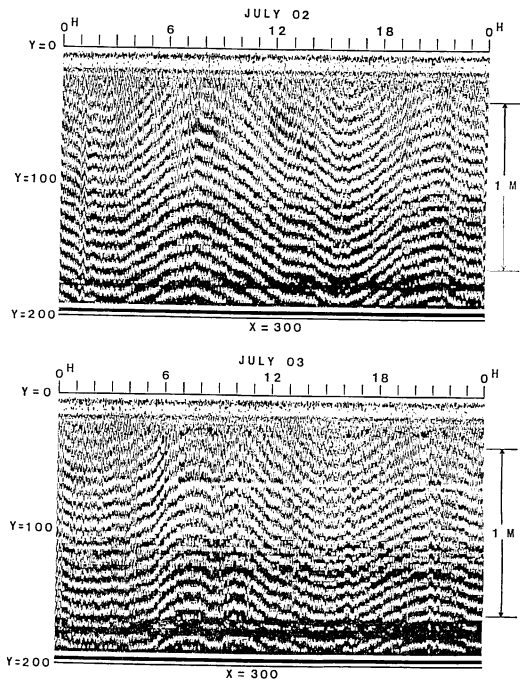 JULY 02
0H 6 12 18 0H
Y=0
Y=100
1 M
Y=200
X = 300
JULY 03
0H 6 12 18 0H
Y=0
Y=100
1 M
Y=200
X = 300